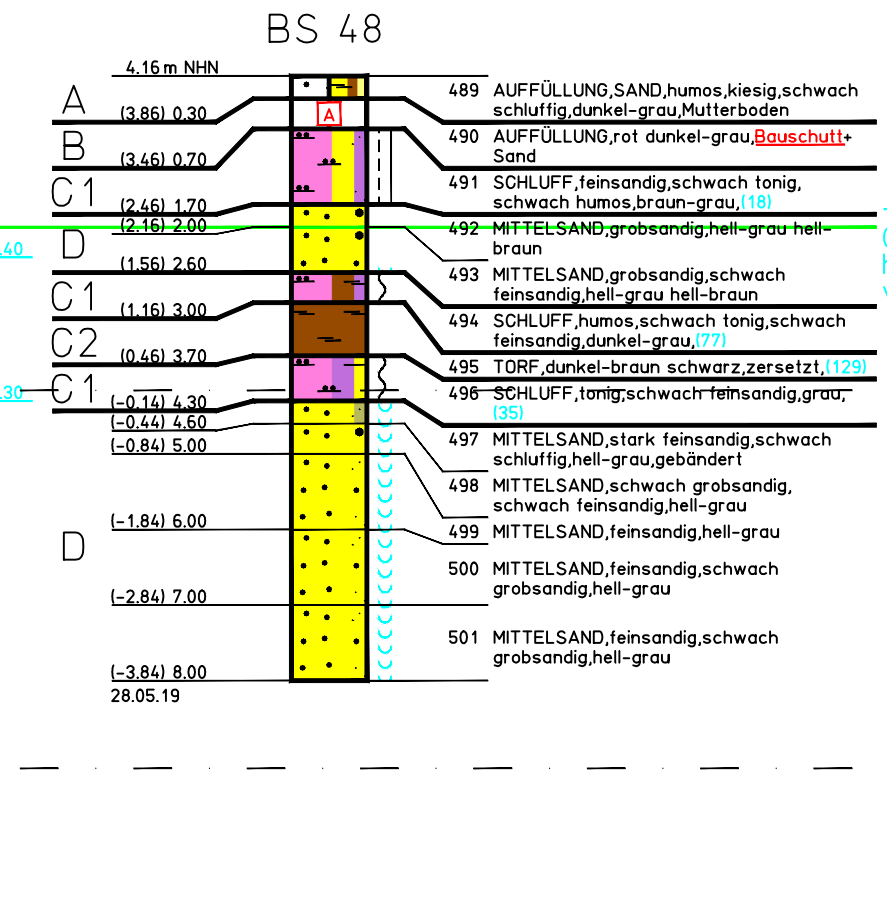 BS 48
4.16 m NHN
A
(3.86) 0.30
B
(3.46) 0.70
C1
(2.46) 1.70
(2.16) 2.00
D
(1.56) 2.60
C1
(1.16) 3.00
C2
(0.46) 3.70
C1
(-0.14) 4.30
(-0.44) 4.60
(-0.84) 5.00
(-1.84) 6.00
D
(-2.84) 7.00
(-3.84) 8.00
28.05.19
.40
.30
A
489 AUFFÜLLUNG,SAND,humos,kiesig,schwach
schluffig,dunkel-grau,Mutterboden
490 AUFFÜLLUNG,rot dunkel-grau,Bauschutt+
Sand
491 SCHLUFF,feinsandig,schwach tonig,
schwach humos,braun-grau,(18)
492 MITTELSAND,grobsandig,hell-grau hell-
braun
493 MITTELSAND,grobsandig,schwach
feinsandig,hell-grau hell-braun
494 SCHLUFF,humos,schwach tonig,schwach
feinsandig,dunkel-grau,(77)
495 TORF,dunkel-braun schwarz,zersetzt,(129)
496 SCHLUFF,tonig,schwach feinsandig,grau,
(35)
497 MITTELSAND,stark feinsandig,schwach
schluffig,hell-grau,gebändert
498 MITTELSAND,schwach grobsandig,
schwach feinsandig,hell-grau
499 MITTELSAND,feinsandig,hell-grau
500 MITTELSAND,feinsandig,schwach
grobsandig,hell-grau
501 MITTELSAND,feinsandig,schwach
grobsandig,hell-grau